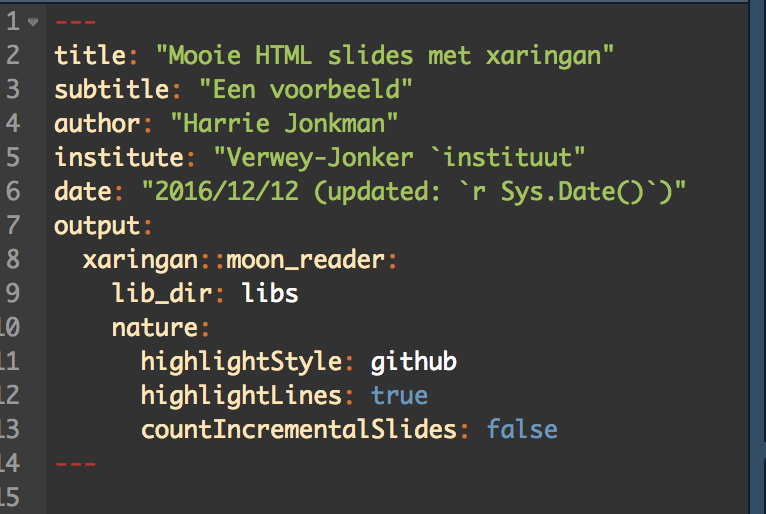 1 ---
2 title: "Mooie HTML slides met xaringan"
3 subtitle: "Een voorbeeld"
4 author: "Harrie Jonkman"
5 institute: "Verwey-Jonker `instituut"
6 date: "2016/12/12 (updated: `r Sys.Date()`)"
7 output:
8   xaringan::moon_reader:
9     lib_dir: libs
10     nature:
11       highlightStyle: github
12       highlightLines: true
13       countIncrementalSlides: false
14 ---
15